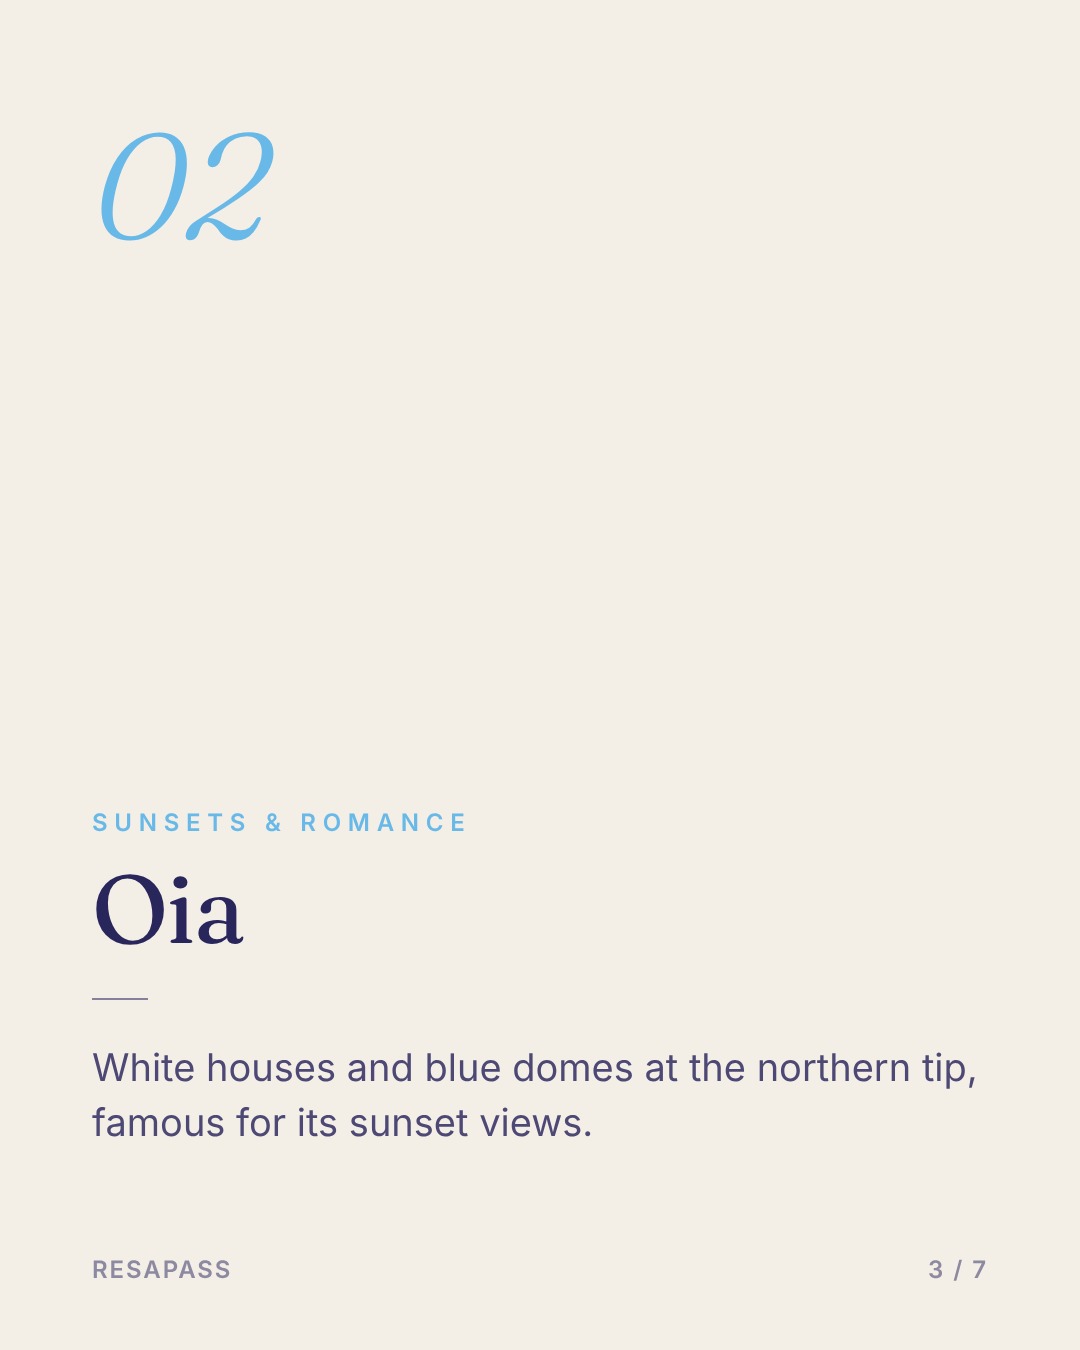 02
SUNSETS & ROMANCE
Oia
White houses and blue domes at the northern tip,
famous for its sunset views.
RESAPASS
3 / 7